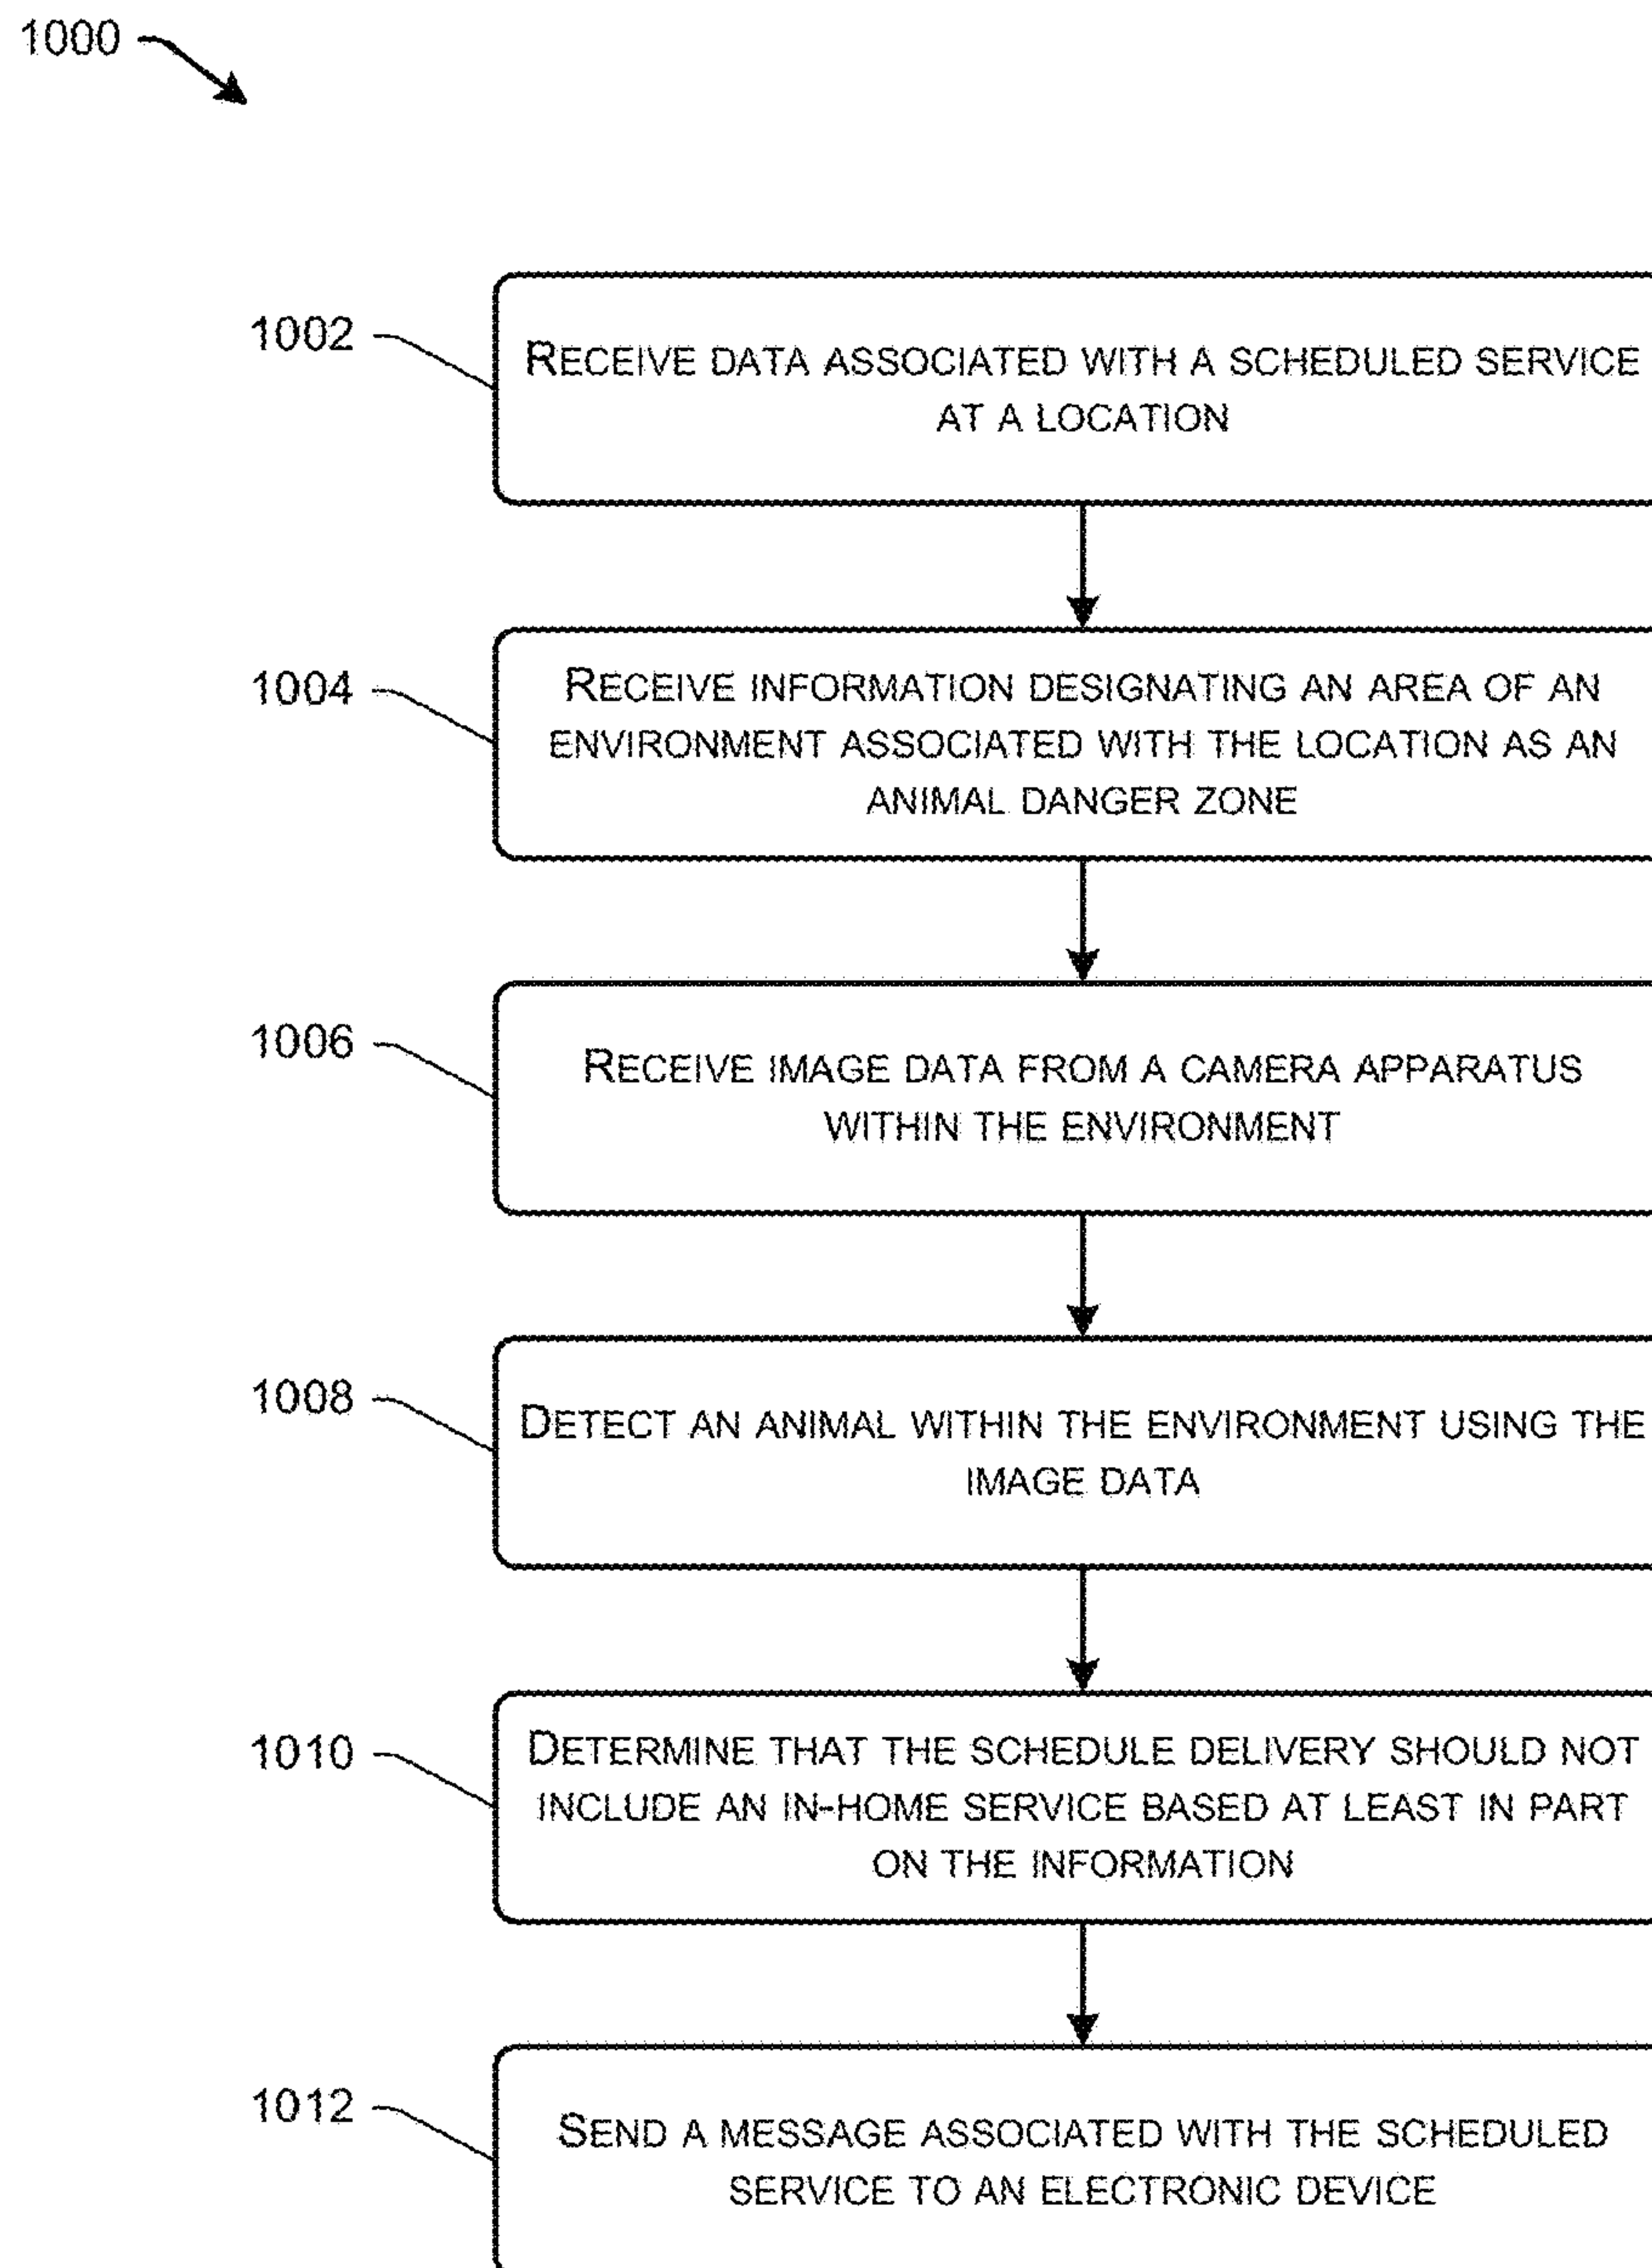 1000
1002
RECEIVE DATA ASSOCIATED WITH A SCHEDULED SERVICE
AT A LOCATION
1004
RECEIVE INFORMATION DESIGNATING AN AREA OF AN
ENVIRONMENT ASSOCIATED WITH THE LOCATION AS AN
ANIMAL DANGER ZONE
1006
RECEIVE IMAGE DATA FROM A CAMERA APPARATUS
WITHIN THE ENVIRONMENT
1008
DETECT AN ANIMAL WITHIN THE ENVIRONMENT USING THE
IMAGE DATA
1010
DETERMINE THAT THE SCHEDULE DELIVERY SHOULD NOT
INCLUDE AN IN-HOME SERVICE BASED AT LEAST IN PART
ON THE INFORMATION
1012
SEND A MESSAGE ASSOCIATED WITH THE SCHEDULED
SERVICE TO AN ELECTRONIC DEVICE